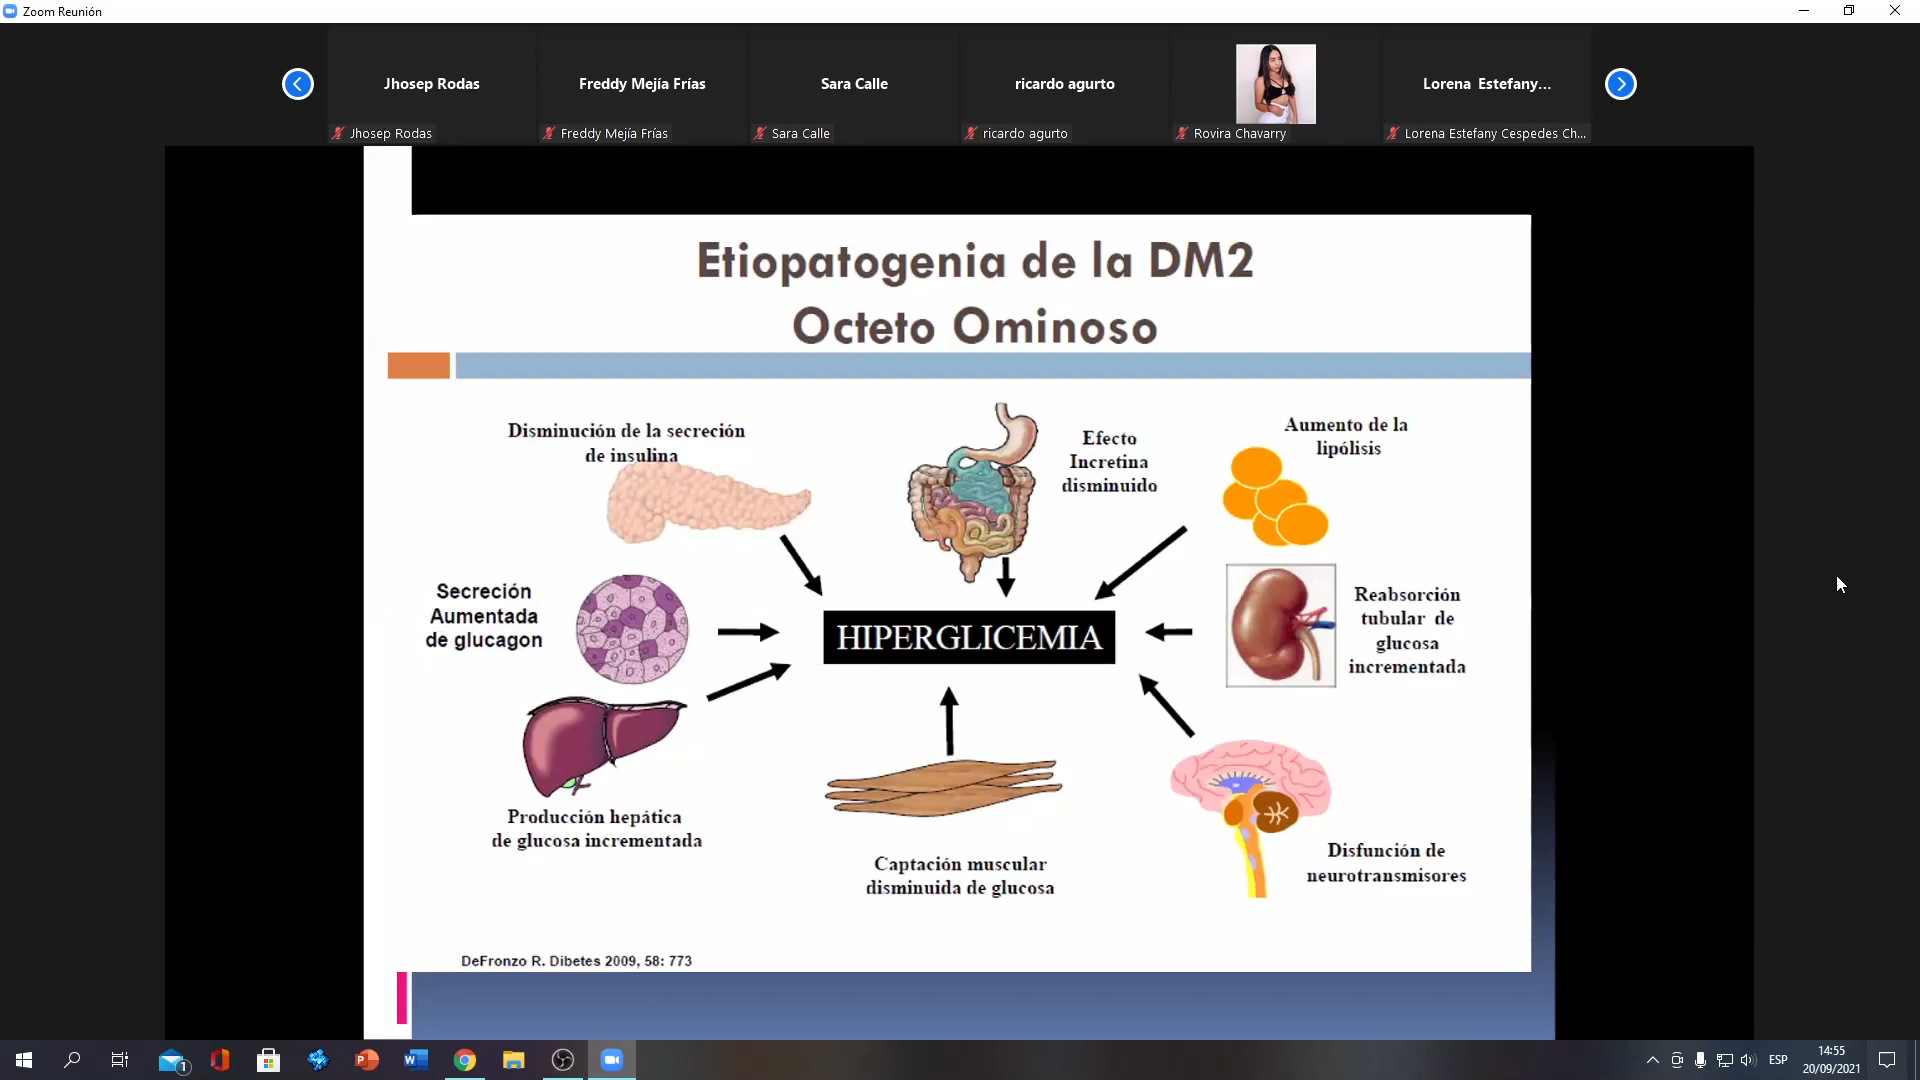 Zoom Reunión
Jhosep Rodas
Freddy Mejía Frías
Sara Calle
ricardo agurto
Lorena Estefany...
Jhosep Rodas
Freddy Mejía Frías
Sara Calle
ricardo agurto
Rovira Chavarry
Lorena Estefany Cespedes Ch...
Etiopatogenia de la DM2
Octeto Ominoso
Disminución de la secreción
de insulina
Efecto
Incretina
disminuido
Aumento de la
lipólisis
Secreción
Aumentada
de glucagon
HIPERGLICEMIA
Reabsorción
tubular de
glucosa
incrementada
Producción hepática
de glucosa incrementada
Captación muscular
disminuida de glucosa
Disfunción de
neurotransmisores
DeFronzo R. Dibetes 2009, 58: 773
1
ESP
14:55
20/09/2021